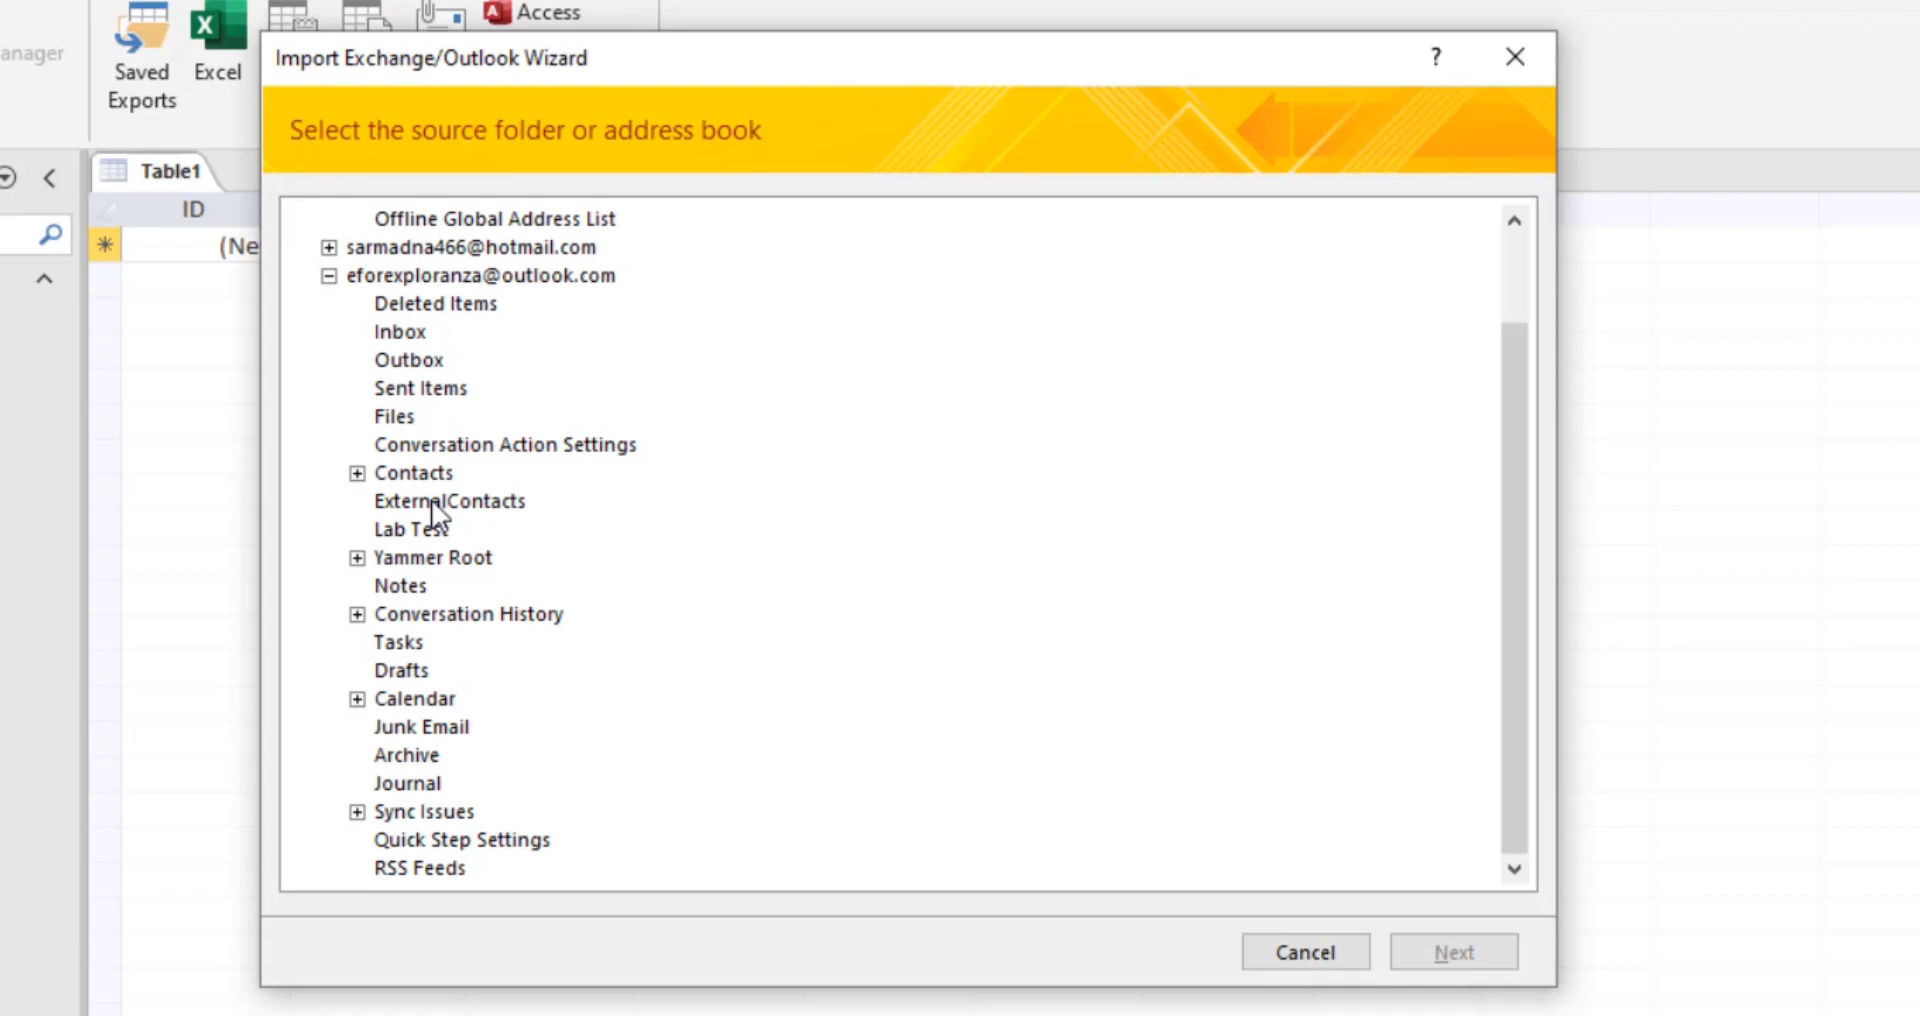 Access
anager
Saved
Exports
Excel
Import Exchange/Outlook Wizard
?
Select the source folder or address book
Table1
ID
(Ne
Offline Global Address List
sarmadna466@hotmail.com
eforexploranza@outlook.com
Deleted Items
Inbox
Outbox
Sent Items
Files
Conversation Action Settings
Contacts
ExternalContacts
Lab Test
Yammer Root
Notes
Conversation History
Tasks
Drafts
Calendar
Junk Email
Archive
Journal
Sync Issues
Quick Step Settings
RSS Feeds
Cancel
Next